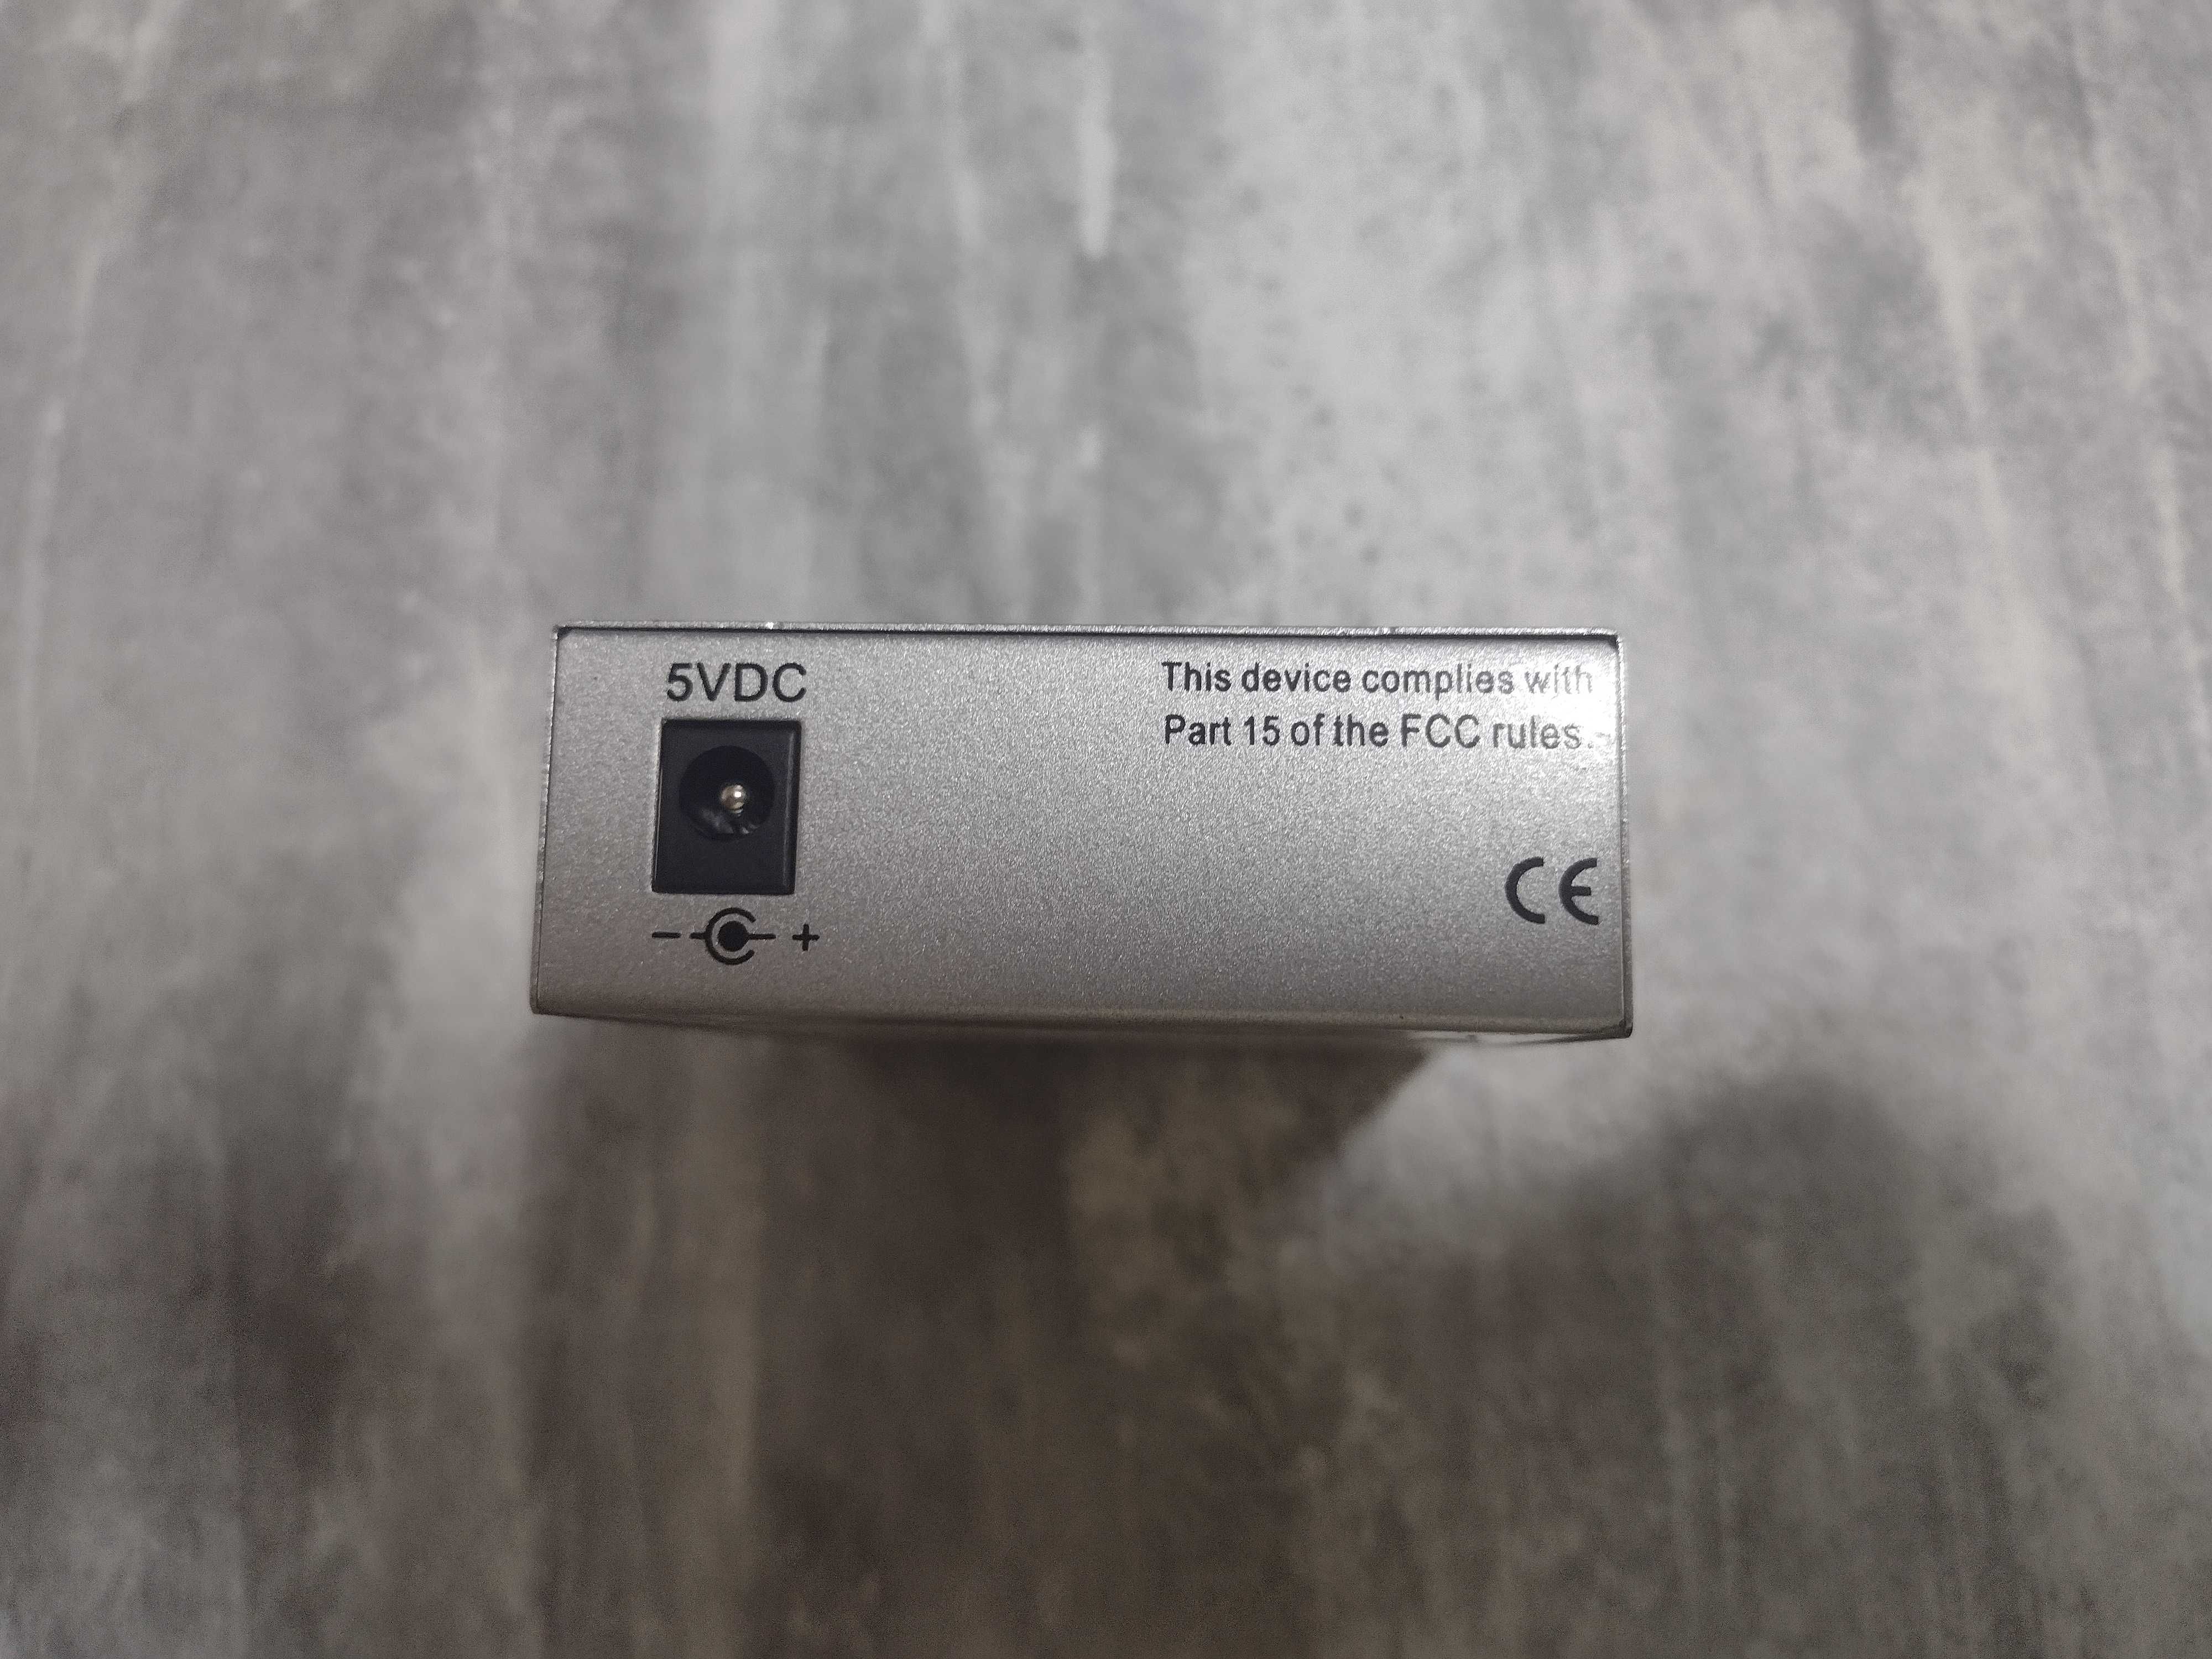 5VDC
This device complies with
Part 15 of the FCC rules.
- +
CE